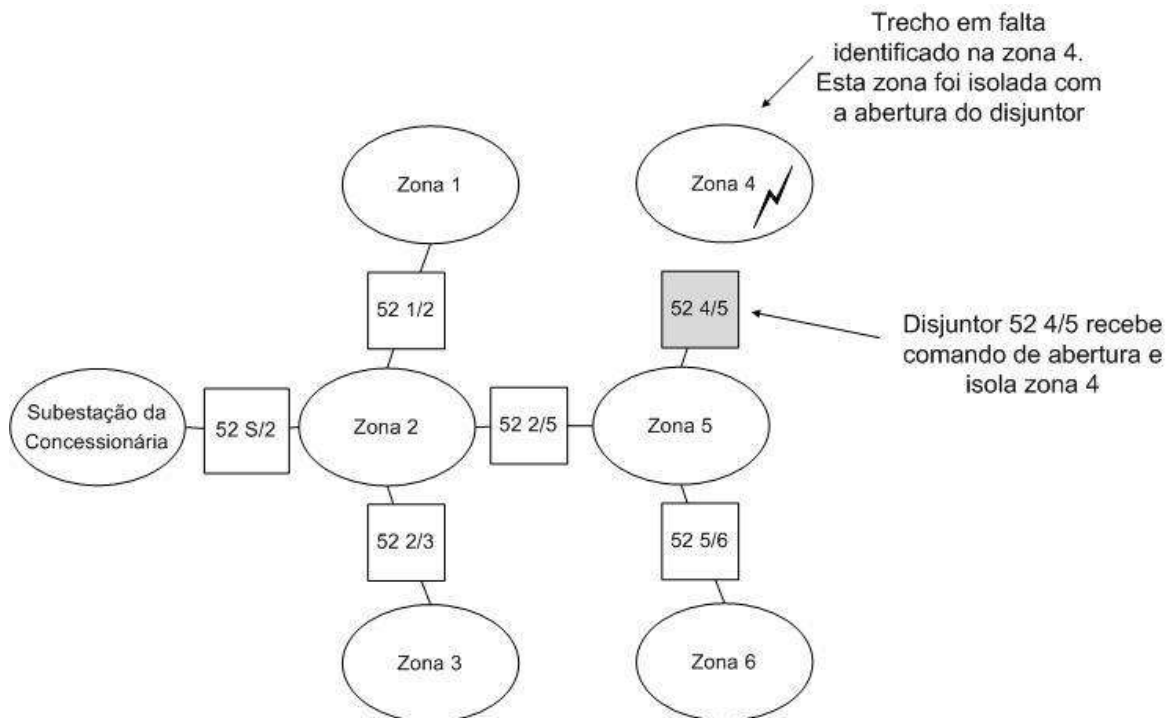 Trecho em falta
identificado na zona 4.
Esta zona foi isolada com
a abertura do disjuntor
Zona 1
Zona 4
52 1/2
52 4/5
Disjuntor 52 4/5 recebe
comando de abertura e
isola zona 4
Subestação da
Concessionária
52 S/2
Zona 2
52 2/5
Zona 5
52 2/3
52 5/6
Zona 3
Zona 6